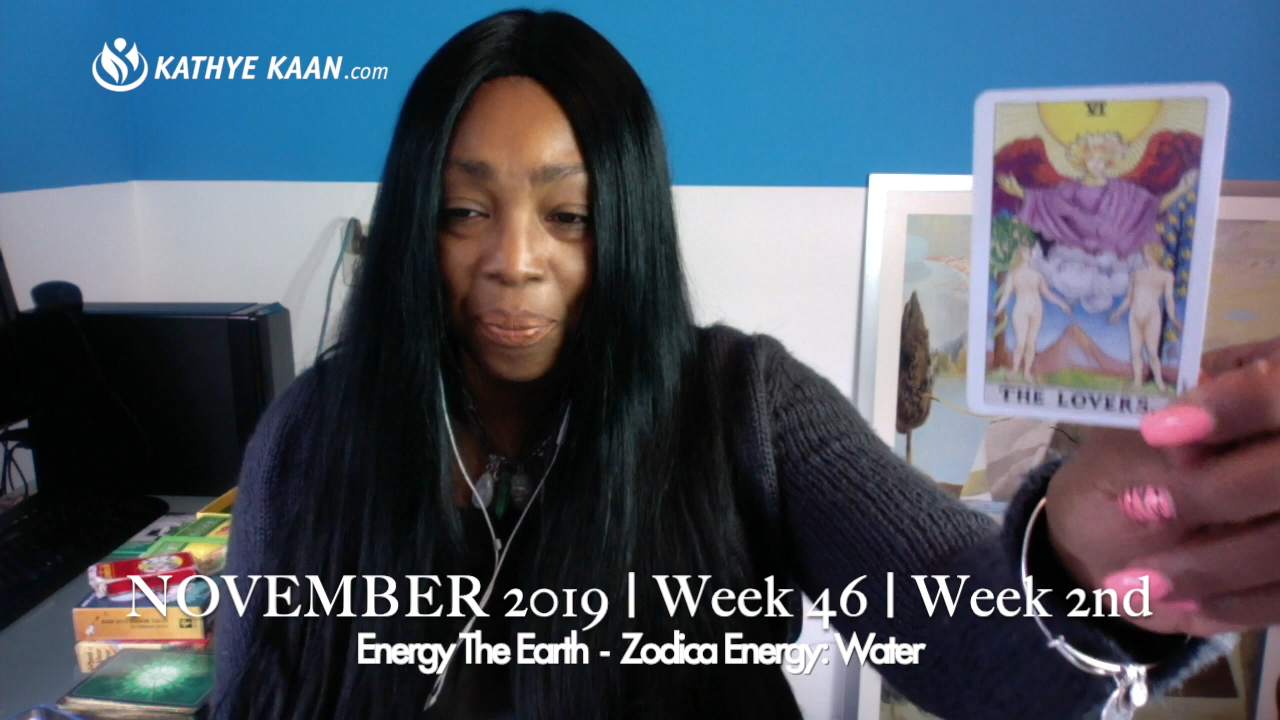 KATHYE KAAN.com
VI
THE LOVERS.
NOVEMBER 2019 | Week 46 | Week 2nd
Energy The Earth - Zodica Energy: Water